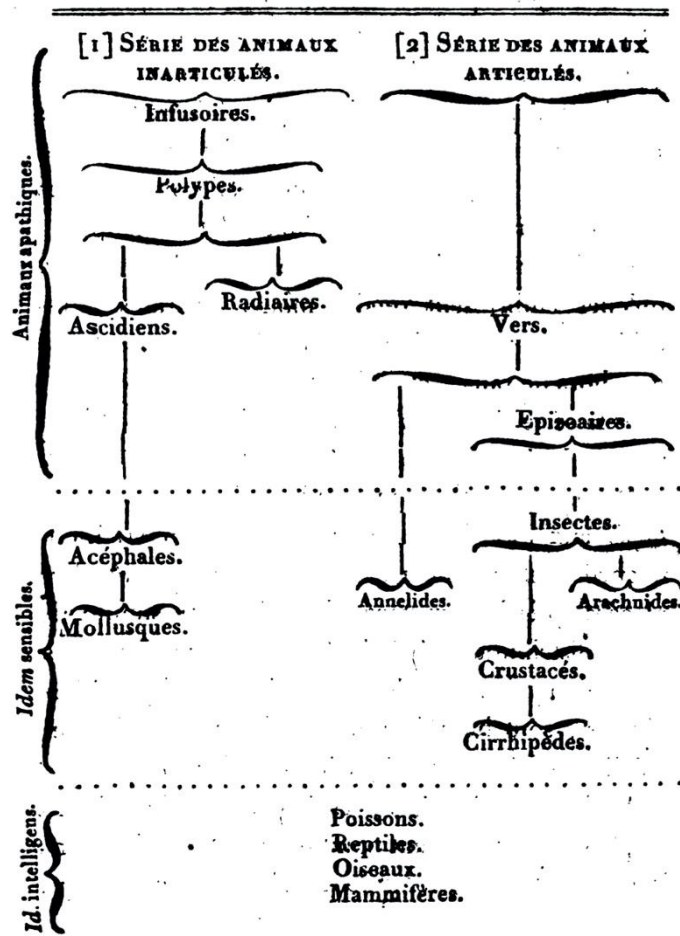 [1] SÉRIE DES ANIMAUX
INARTICULÉS.
[2] SÉRIE DES ANIMAUX
ARTICULÉS.
Animaux apathiques.
Infusoires.
Polypes.
Ascidiens.
Radiaires.
Vers.
Epizoaires.
Idem sensibles.
Acéphales.
Mollusques.
Insectes.
Annelides.
Arachnides.
Crustacés.
Cirrhipèdes.
Id. intelligens.
Poissons.
Reptiles.
Oiseaux.
Mammifères.